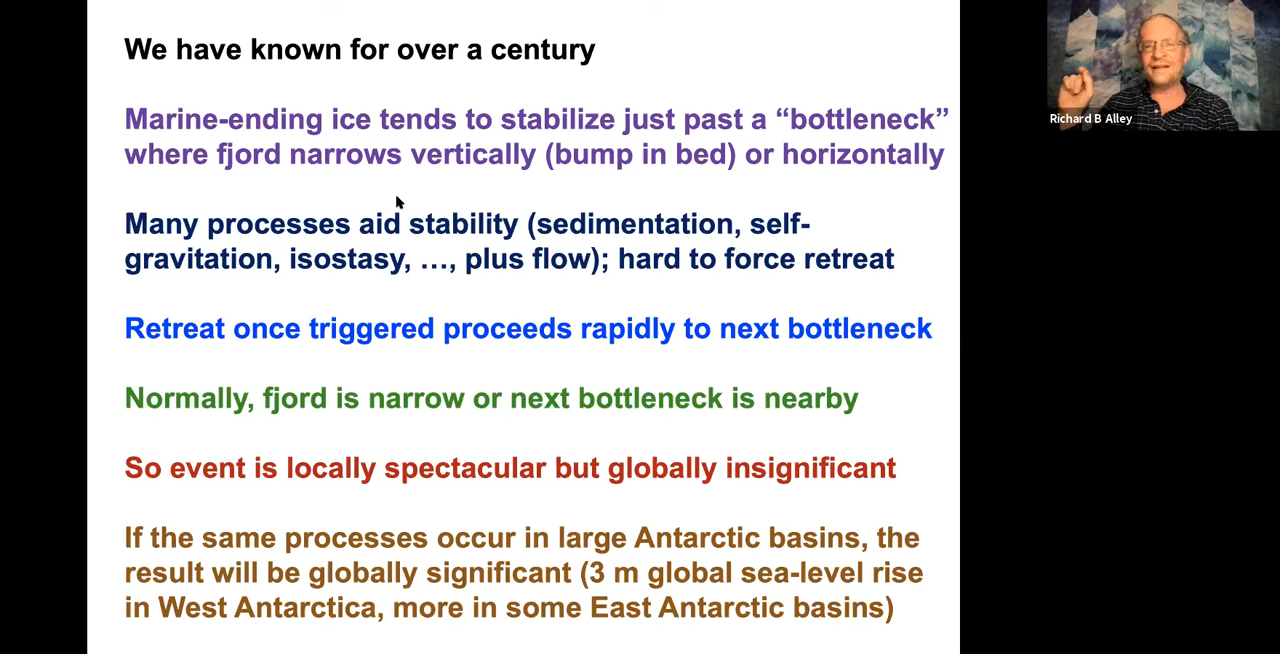 We have known for over a century
Marine-ending ice tends to stabilize just past a “bottleneck”
where fjord narrows vertically (bump in bed) or horizontally
Many processes aid stability (sedimentation, self-
gravitation, isostasy, …, plus flow); hard to force retreat
Retreat once triggered proceeds rapidly to next bottleneck
Normally, fjord is narrow or next bottleneck is nearby
So event is locally spectacular but globally insignificant
If the same processes occur in large Antarctic basins, the
result will be globally significant (3 m global sea-level rise
in West Antarctica, more in some East Antarctic basins)
Richard B Alley